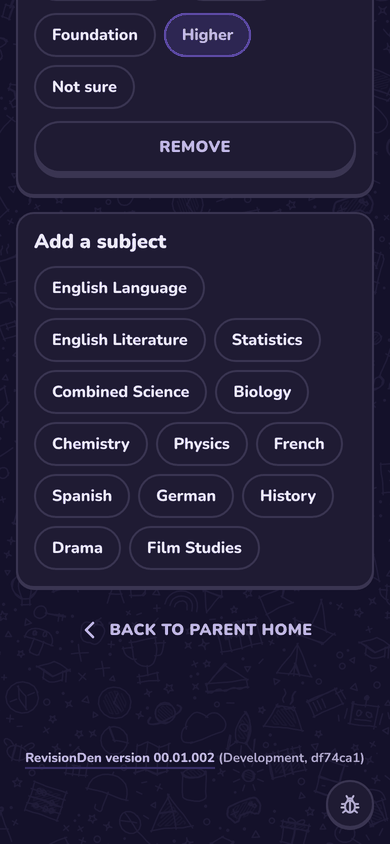 Foundation
Higher
Not sure
REMOVE
Add a subject
English Language
English Literature
Statistics
Combined Science
Biology
Chemistry
Physics
French
Spanish
German
History
Drama
Film Studies
BACK TO PARENT HOME
RevisionDen version 00.01.002 (Development, df74ca1)